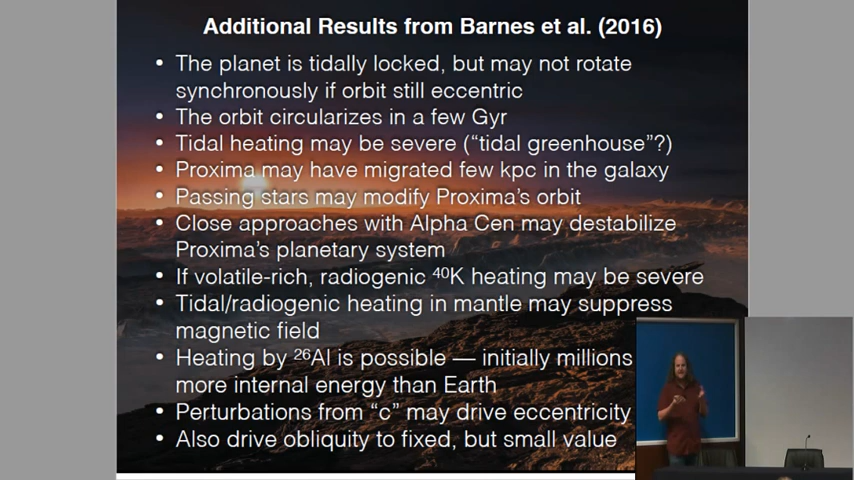 Additional Results from Barnes et al. (2016)
• The planet is tidally locked, but may not rotate
synchronously if orbit still eccentric
• The orbit circularizes in a few Gyr
• Tidal heating may be severe (“tidal greenhouse”?)
• Proxima may have migrated few kpc in the galaxy
• Passing stars may modify Proxima’s orbit
• Close approaches with Alpha Cen may destabilize
Proxima’s planetary system
• If volatile-rich, radiogenic ⁴⁰K heating may be severe
• Tidal/radiogenic heating in mantle may suppress
magnetic field
• Heating by ²⁶Al is possible — initially millions
more internal energy than Earth
• Perturbations from “c” may drive eccentricity
• Also drive obliquity to fixed, but small value